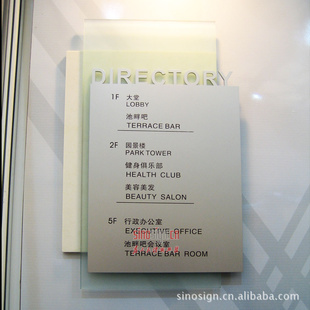 DIRECTORY
1F 大堂
LOBBY
池畔吧
TERRACE BAR
2F 园景楼
PARK TOWER
健身俱乐部
HEALTH CLUB
美容美发
BEAUTY SALON
5F 行政办公室
EXECUTIVE OFFICE
池畔吧会议室
TERRACE BAR ROOM
sinosign.cn.alibaba.com